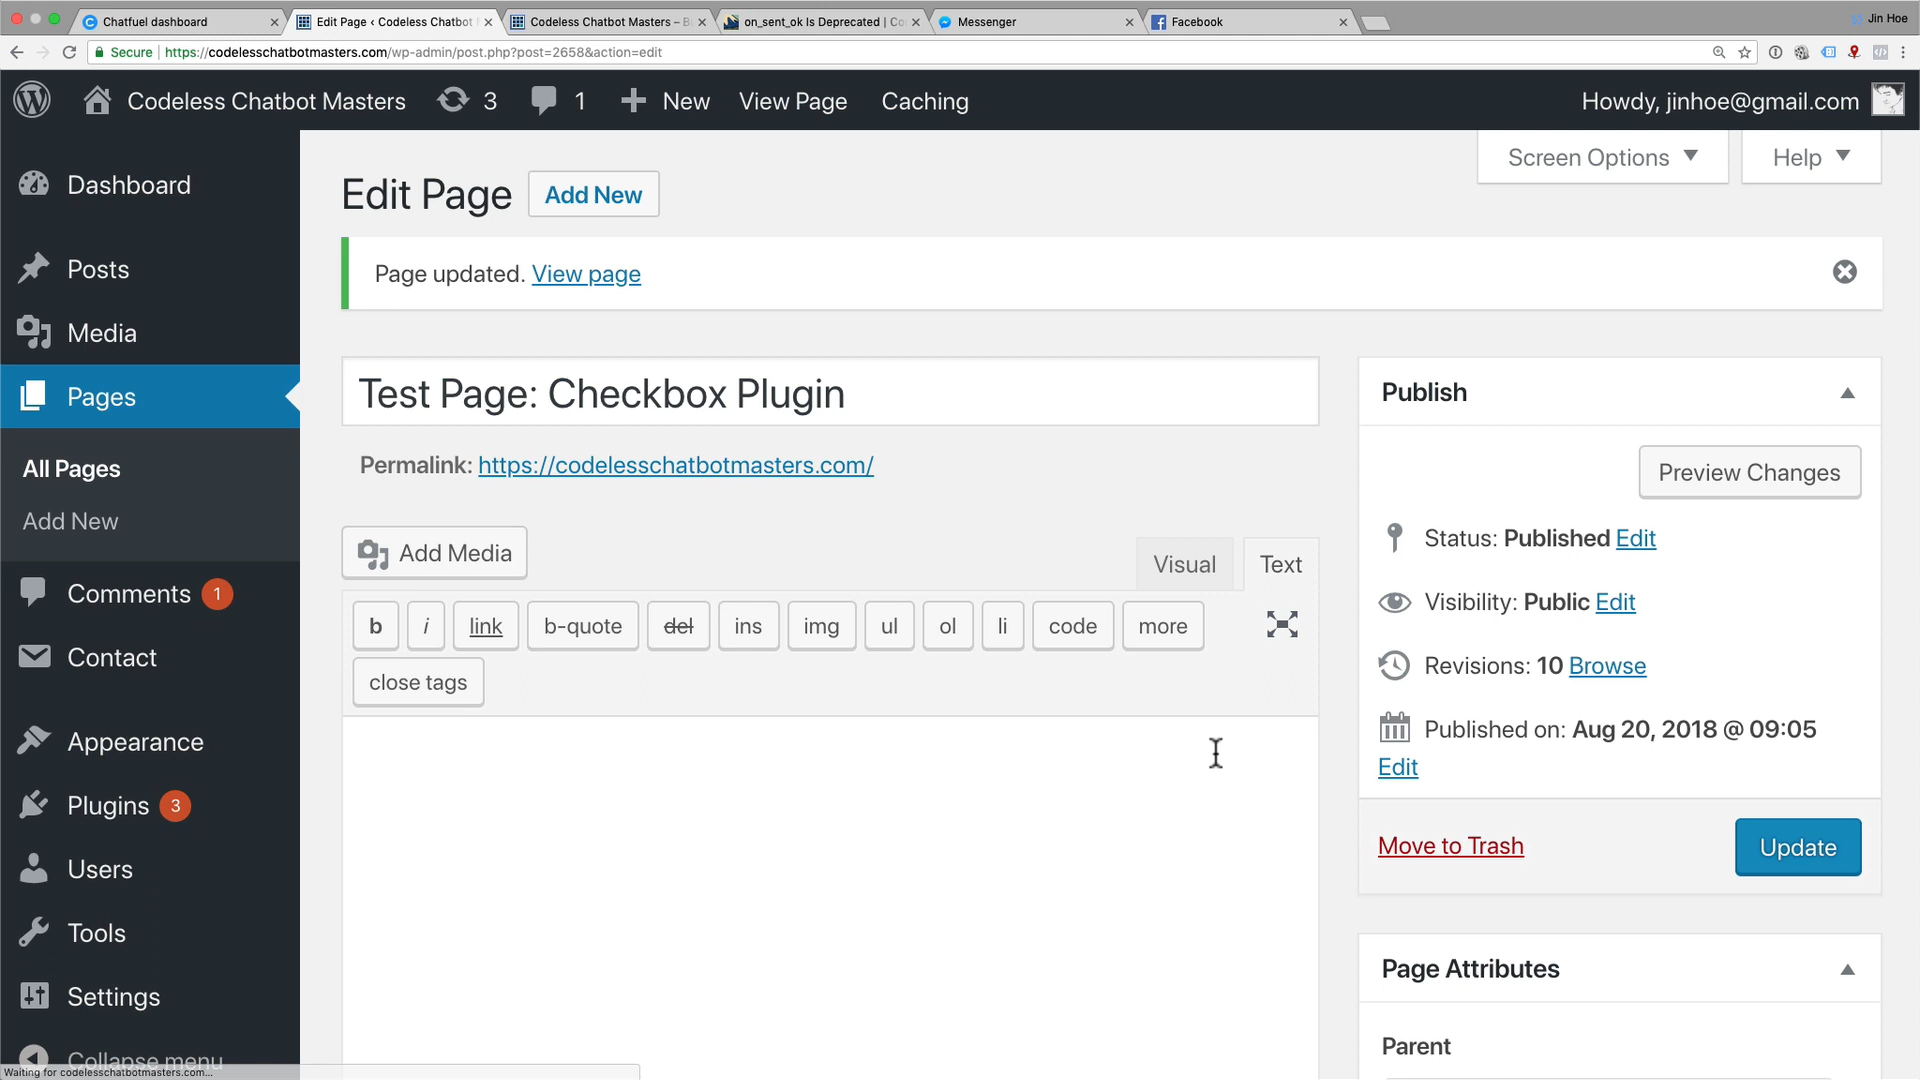 Chatfuel dashboard
Edit Page ‹ Codeless Chatbot
Codeless Chatbot Masters – B
on_sent_ok Is Deprecated | Co
Messenger
Facebook
Jin Hoe
Secure
https://codelesschatbotmasters.com/wp-admin/post.php?post=2658&action=edit
Codeless Chatbot Masters
3
1
New
View Page
Caching
Howdy, jinhoe@gmail.com
Screen Options
Help
Dashboard
Posts
Media
Pages
All Pages
Add New
Comments 1
Contact
Appearance
Plugins 3
Users
Tools
Settings
Collapse menu
Waiting for codelesschatbotmasters.com...
Edit Page
Add New
Page updated. View page
Test Page: Checkbox Plugin
Permalink: https://codelesschatbotmasters.com/
Add Media
Visual
Text
b
i
link
b-quote
del
ins
img
ul
ol
li
code
more
close tags
Publish
Preview Changes
Status: Published Edit
Visibility: Public Edit
Revisions: 10 Browse
Published on: Aug 20, 2018 @ 09:05
Edit
Move to Trash
Update
Page Attributes
Parent